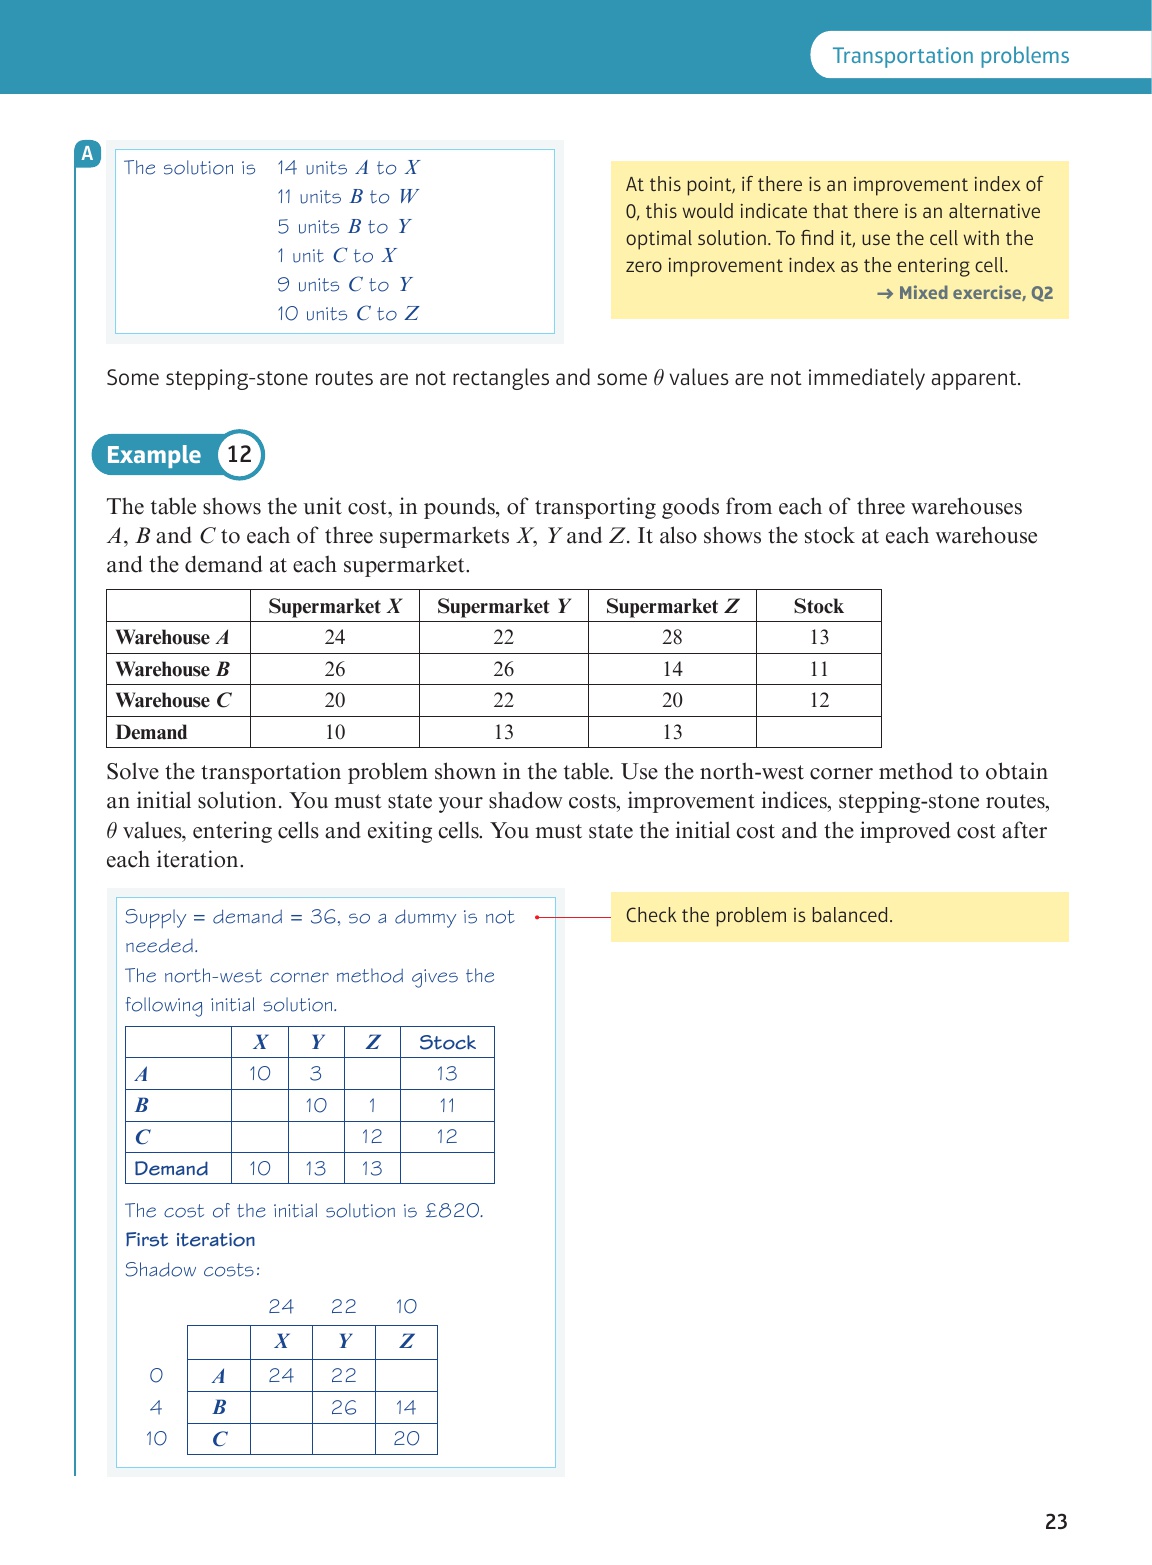 Transportation problems
A
The solution is 14 units A to X
11 units B to W
5 units B to Y
1 unit C to X
9 units C to Y
10 units C to Z
At this point, if there is an improvement index of
0, this would indicate that there is an alternative
optimal solution. To find it, use the cell with the
zero improvement index as the entering cell.
→ Mixed exercise, Q2
Some stepping-stone routes are not rectangles and some θ values are not immediately apparent.
Example 12
The table shows the unit cost, in pounds, of transporting goods from each of three warehouses
A, B and C to each of three supermarkets X, Y and Z. It also shows the stock at each warehouse
and the demand at each supermarket.
Supermarket X Supermarket Y Supermarket Z Stock
Warehouse A 24 22 28 13
Warehouse B 26 26 14 11
Warehouse C 20 22 20 12
Demand 10 13 13
Solve the transportation problem shown in the table. Use the north-west corner method to obtain
an initial solution. You must state your shadow costs, improvement indices, stepping-stone routes,
θ values, entering cells and exiting cells. You must state the initial cost and the improved cost after
each iteration.
Supply = demand = 36, so a dummy is not
needed.
Check the problem is balanced.
The north-west corner method gives the
following initial solution.
X Y Z Stock
A 10 3 13
B 10 1 11
C 12 12
Demand 10 13 13
The cost of the initial solution is £820.
First iteration
Shadow costs:
24 22 10
X Y Z
0 A 24 22
4 B 26 14
10 C 20
23